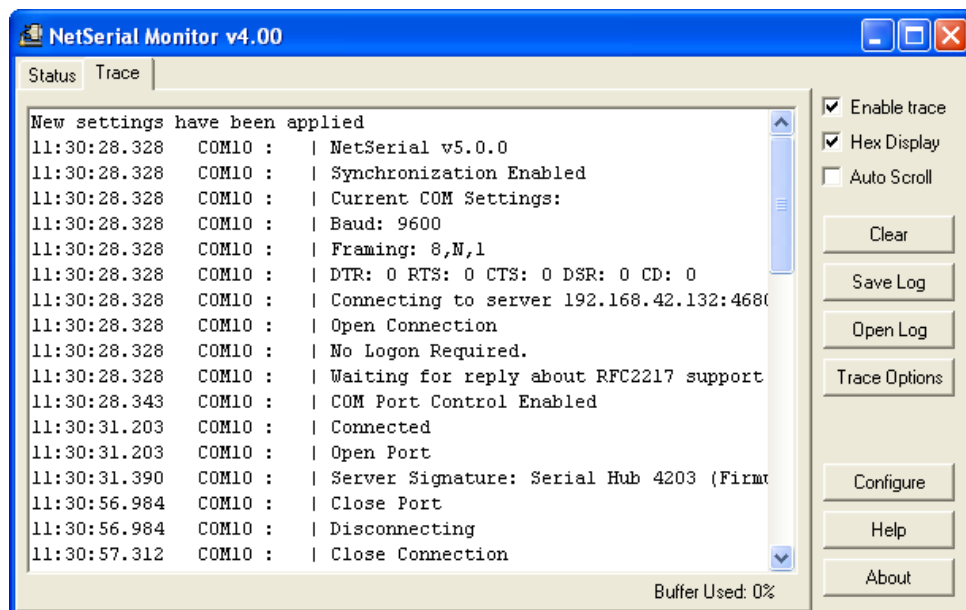 NetSerial Monitor v4.00
Status Trace
New settings have been applied
11:30:28.328 COM10 : | NetSerial v5.0.0
11:30:28.328 COM10 : | Synchronization Enabled
11:30:28.328 COM10 : | Current COM Settings:
11:30:28.328 COM10 : | Baud: 9600
11:30:28.328 COM10 : | Framing: 8,N,1
11:30:28.328 COM10 : | DTR: 0 RTS: 0 CTS: 0 DSR: 0 CD: 0
11:30:28.328 COM10 : | Connecting to server 192.168.42.132:4680
11:30:28.328 COM10 : | Open Connection
11:30:28.328 COM10 : | No Logon Required.
11:30:28.328 COM10 : | Waiting for reply about RFC2217 support
11:30:28.343 COM10 : | COM Port Control Enabled
11:30:31.203 COM10 : | Connected
11:30:31.203 COM10 : | Open Port
11:30:31.390 COM10 : | Server Signature: Serial Hub 4203 (Firmw
11:30:56.984 COM10 : | Close Port
11:30:56.984 COM10 : | Disconnecting
11:30:57.312 COM10 : | Close Connection
Buffer Used: 0%
Enable trace
Hex Display
Auto Scroll
Clear
Save Log
Open Log
Trace Options
Configure
Help
About